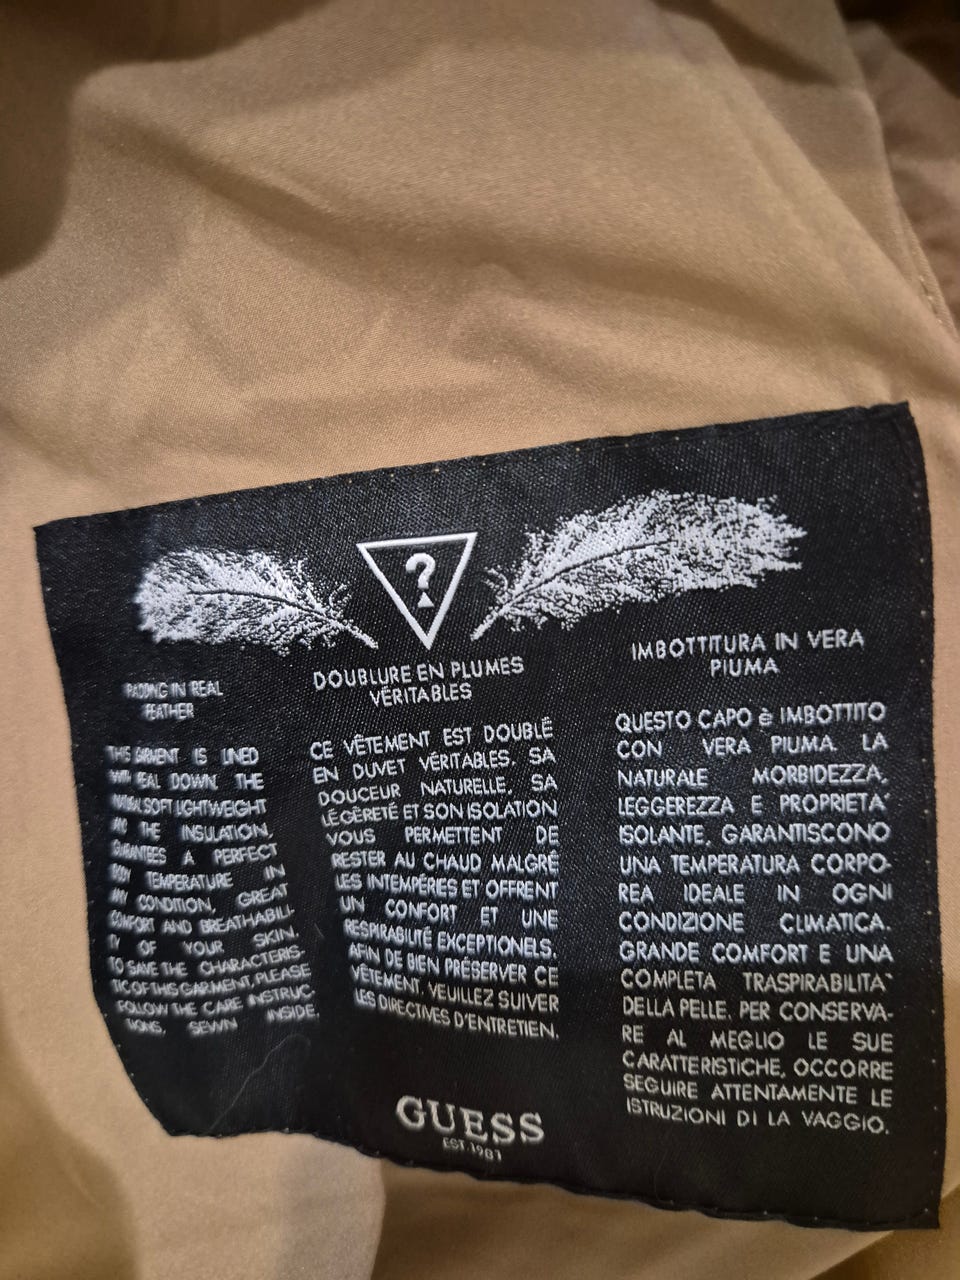 ?
PADDING IN REAL
FEATHER
THIS GARMENT IS LINED
WITH REAL DOWN. THE
NATURAL SOFT LIGHTWEIGHT
AND THE INSULATION,
GUARANTEES A PERFECT
BODY TEMPERATURE IN
ANY CONDITION, GREAT
COMFORT AND BREATHABILI-
TY OF YOUR SKIN.
TO SAVE THE CHARACTERIS-
TIC OF THIS GARMENT, PLEASE
FOLLOW THE CARE INSTRUC-
TIONS, SEWN INSIDE.
DOUBLURE EN PLUMES
VÉRITABLES
CE VÊTEMENT EST DOUBLÉ
EN DUVET VÉRITABLES. SA
DOUCEUR NATURELLE, SA
LÉGÈRETÉ ET SON ISOLATION
VOUS PERMETTENT DE
RESTER AU CHAUD MALGRÉ
LES INTEMPÉRIES ET OFFRENT
UN CONFORT ET UNE
RESPIRABILITÉ EXCEPTIONELS.
AFIN DE BIEN PRÉSERVER CE
VÊTEMENT, VEUILLEZ SUIVER
LES DIRECTIVES D'ENTRETIEN.
IMBOTTITURA IN VERA
PIUMA
QUESTO CAPO è IMBOTTITO
CON VERA PIUMA. LA
NATURALE MORBIDEZZA,
LEGGEREZZA E PROPRIETA'
ISOLANTE, GARANTISCONO
UNA TEMPERATURA CORPO-
REA IDEALE IN OGNI
CONDIZIONE CLIMATICA.
GRANDE COMFORT E UNA
COMPLETA TRASPIRABILITA'
DELLA PELLE. PER CONSERVA-
RE AL MEGLIO LE SUE
CARATTERISTICHE, OCCORRE
SEGUIRE ATTENTAMENTE LE
ISTRUZIONI DI LA VAGGIO.
GUESS
EST. 1981